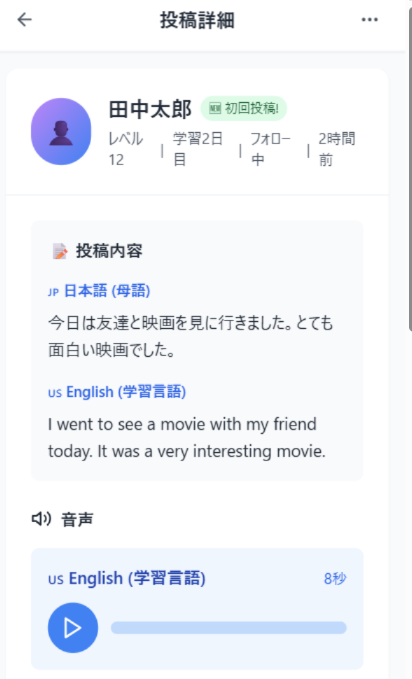 投稿詳細
田中太郎 NEW 初回投稿!
レベル12 | 学習2日目 | フォロー中 | 2時間前
投稿内容
JP 日本語 (母語)
今日は友達と映画を見に行きました。とても
面白い映画でした。
US English (学習言語)
I went to see a movie with my friend
today. It was a very interesting movie.
音声
US English (学習言語) 8秒